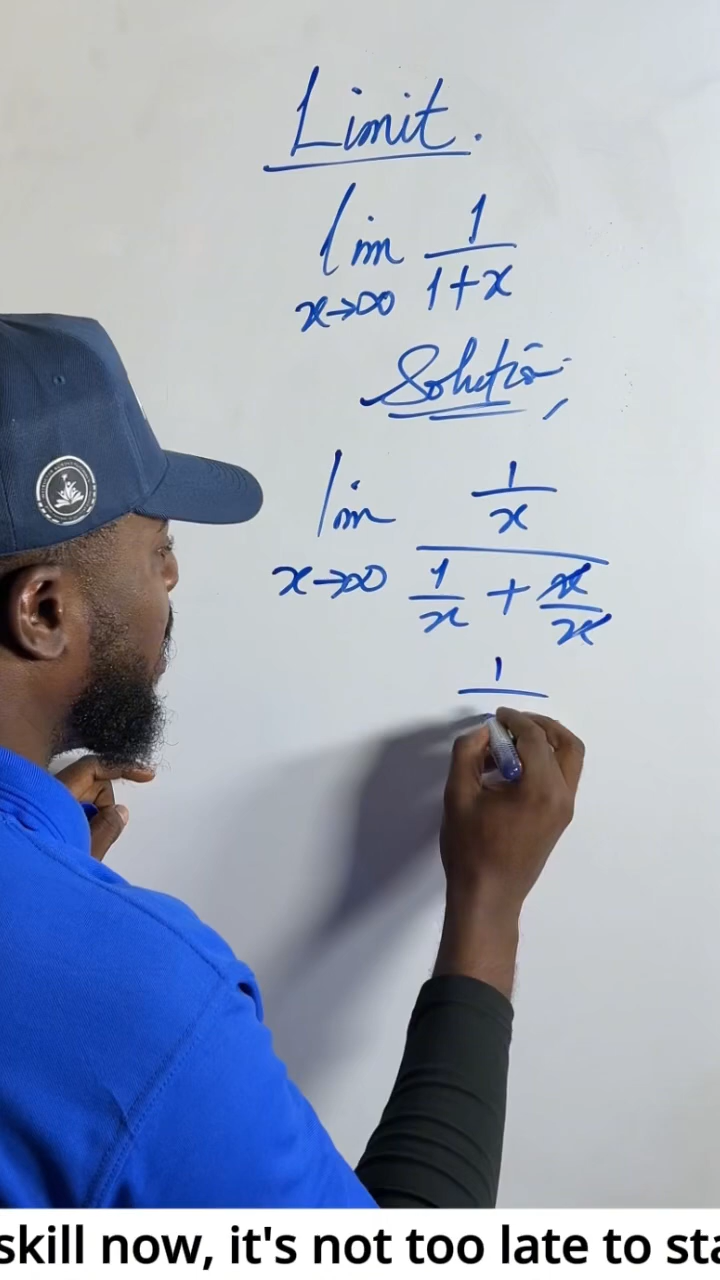 Limit.
lim 1/(1+x)
x→∞
Solution,
lim (1/x)/(1/x + x/x)
x→∞
1
skill now, it's not too late to sta